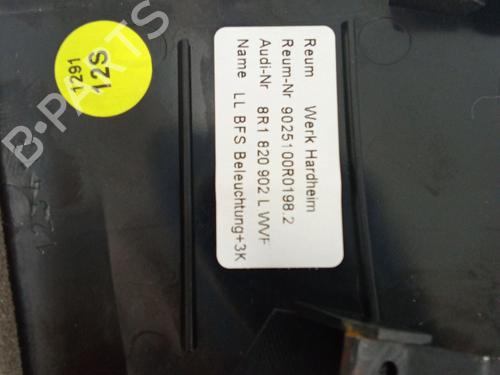 Reum Werk Hardheim
Reum-Nr 9025100R0198.2
Audi-Nr 8R1 820 902 L WVF
Name LL BFS Beleuchtung+3K
12S
1291
B-PARTS